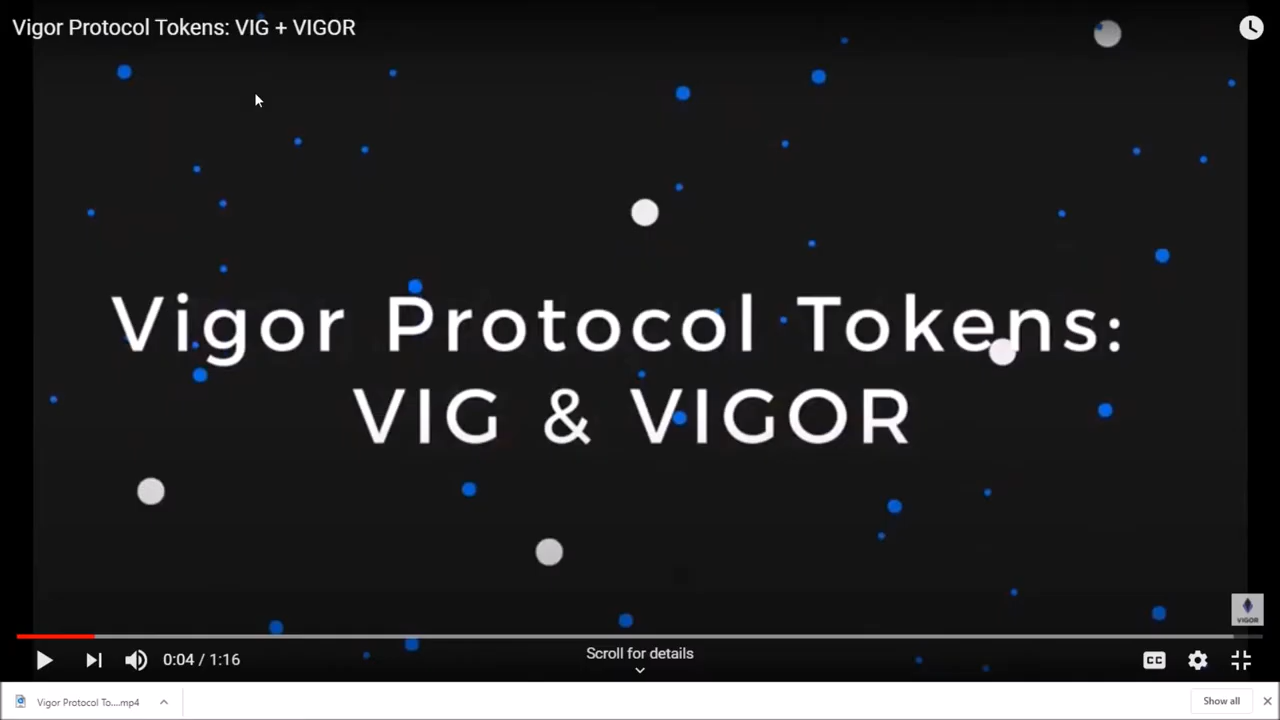 Vigor Protocol Tokens: VIG + VIGOR
Vigor Protocol Tokens:
VIG & VIGOR
VIGOR
0:04 / 1:16
Scroll for details
CC
Vigor Protocol To....mp4
Show all